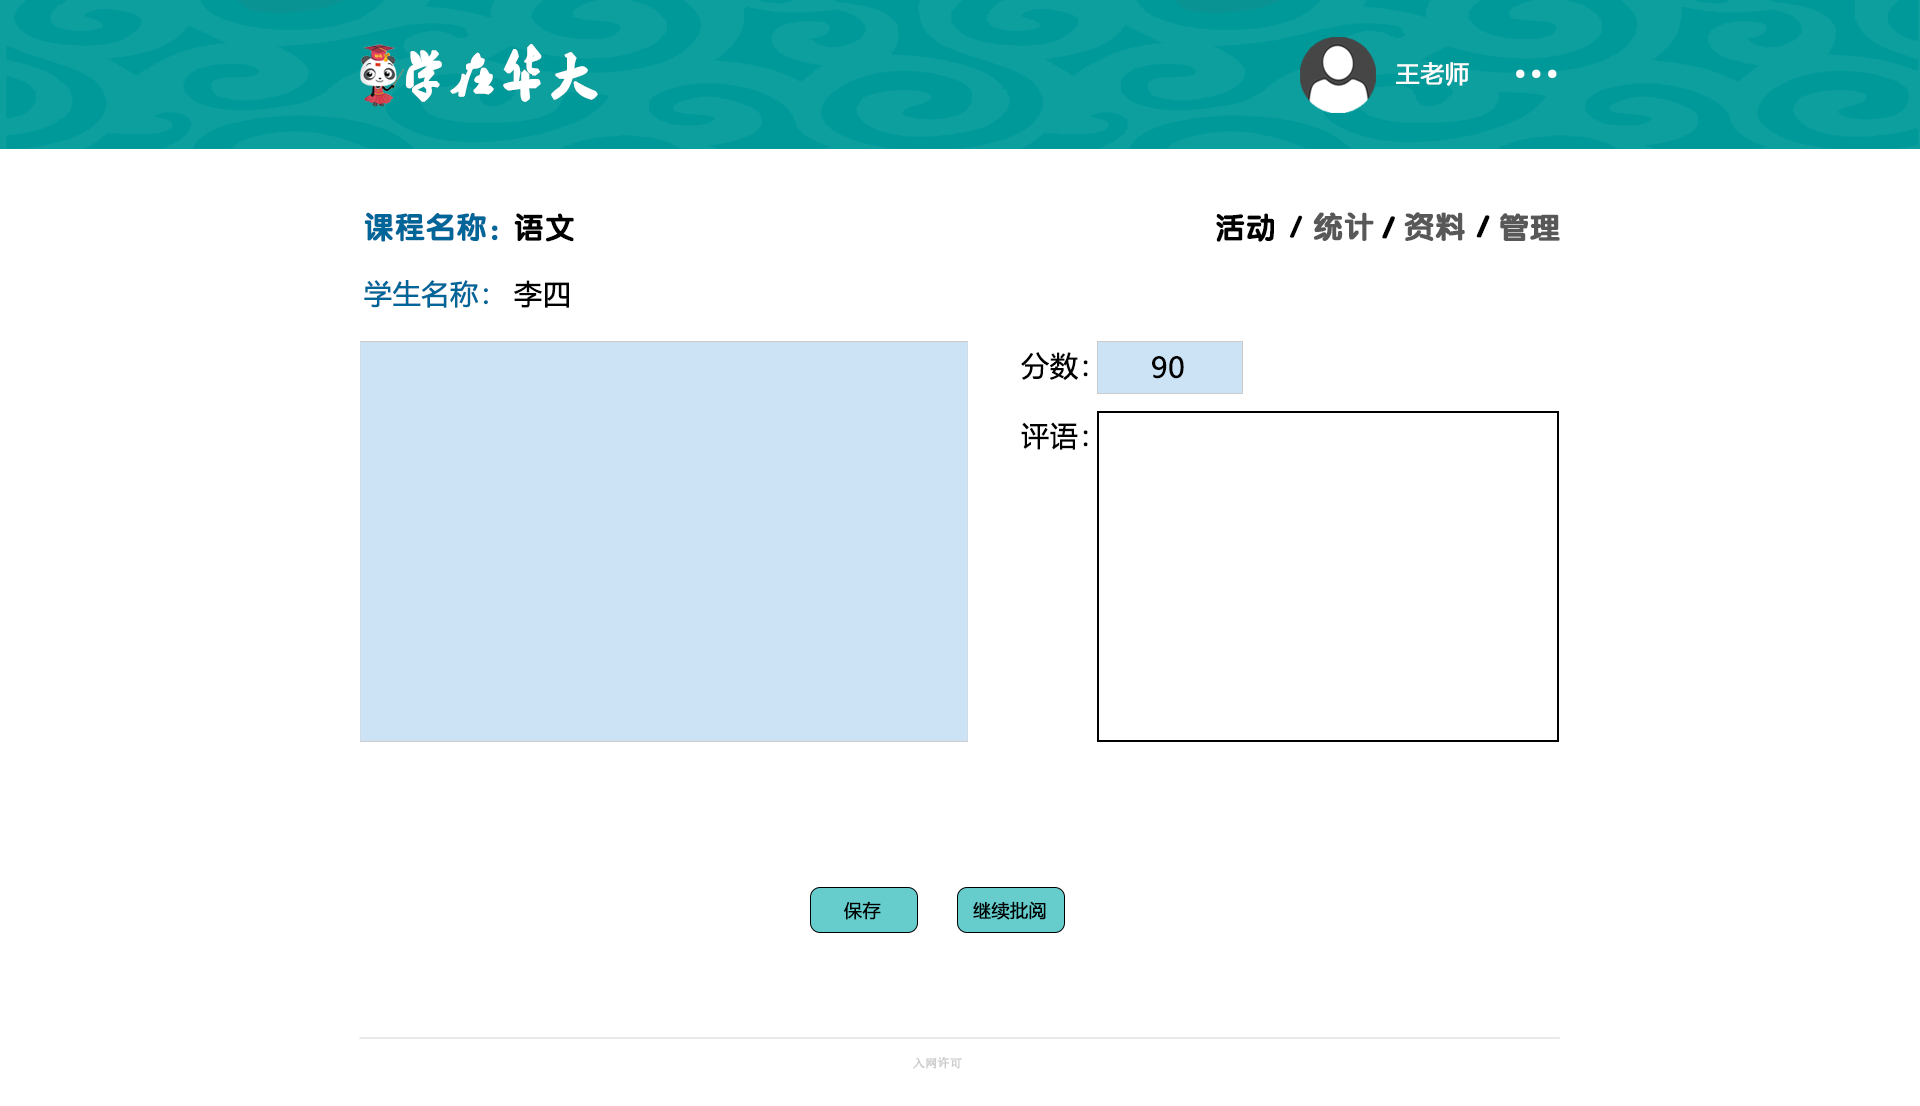 学在华大
王老师
课程名称：语文
活动 / 统计 / 资料 / 管理
学生名称： 李四
分数： 90
评语：
保存 继续批阅
入网许可